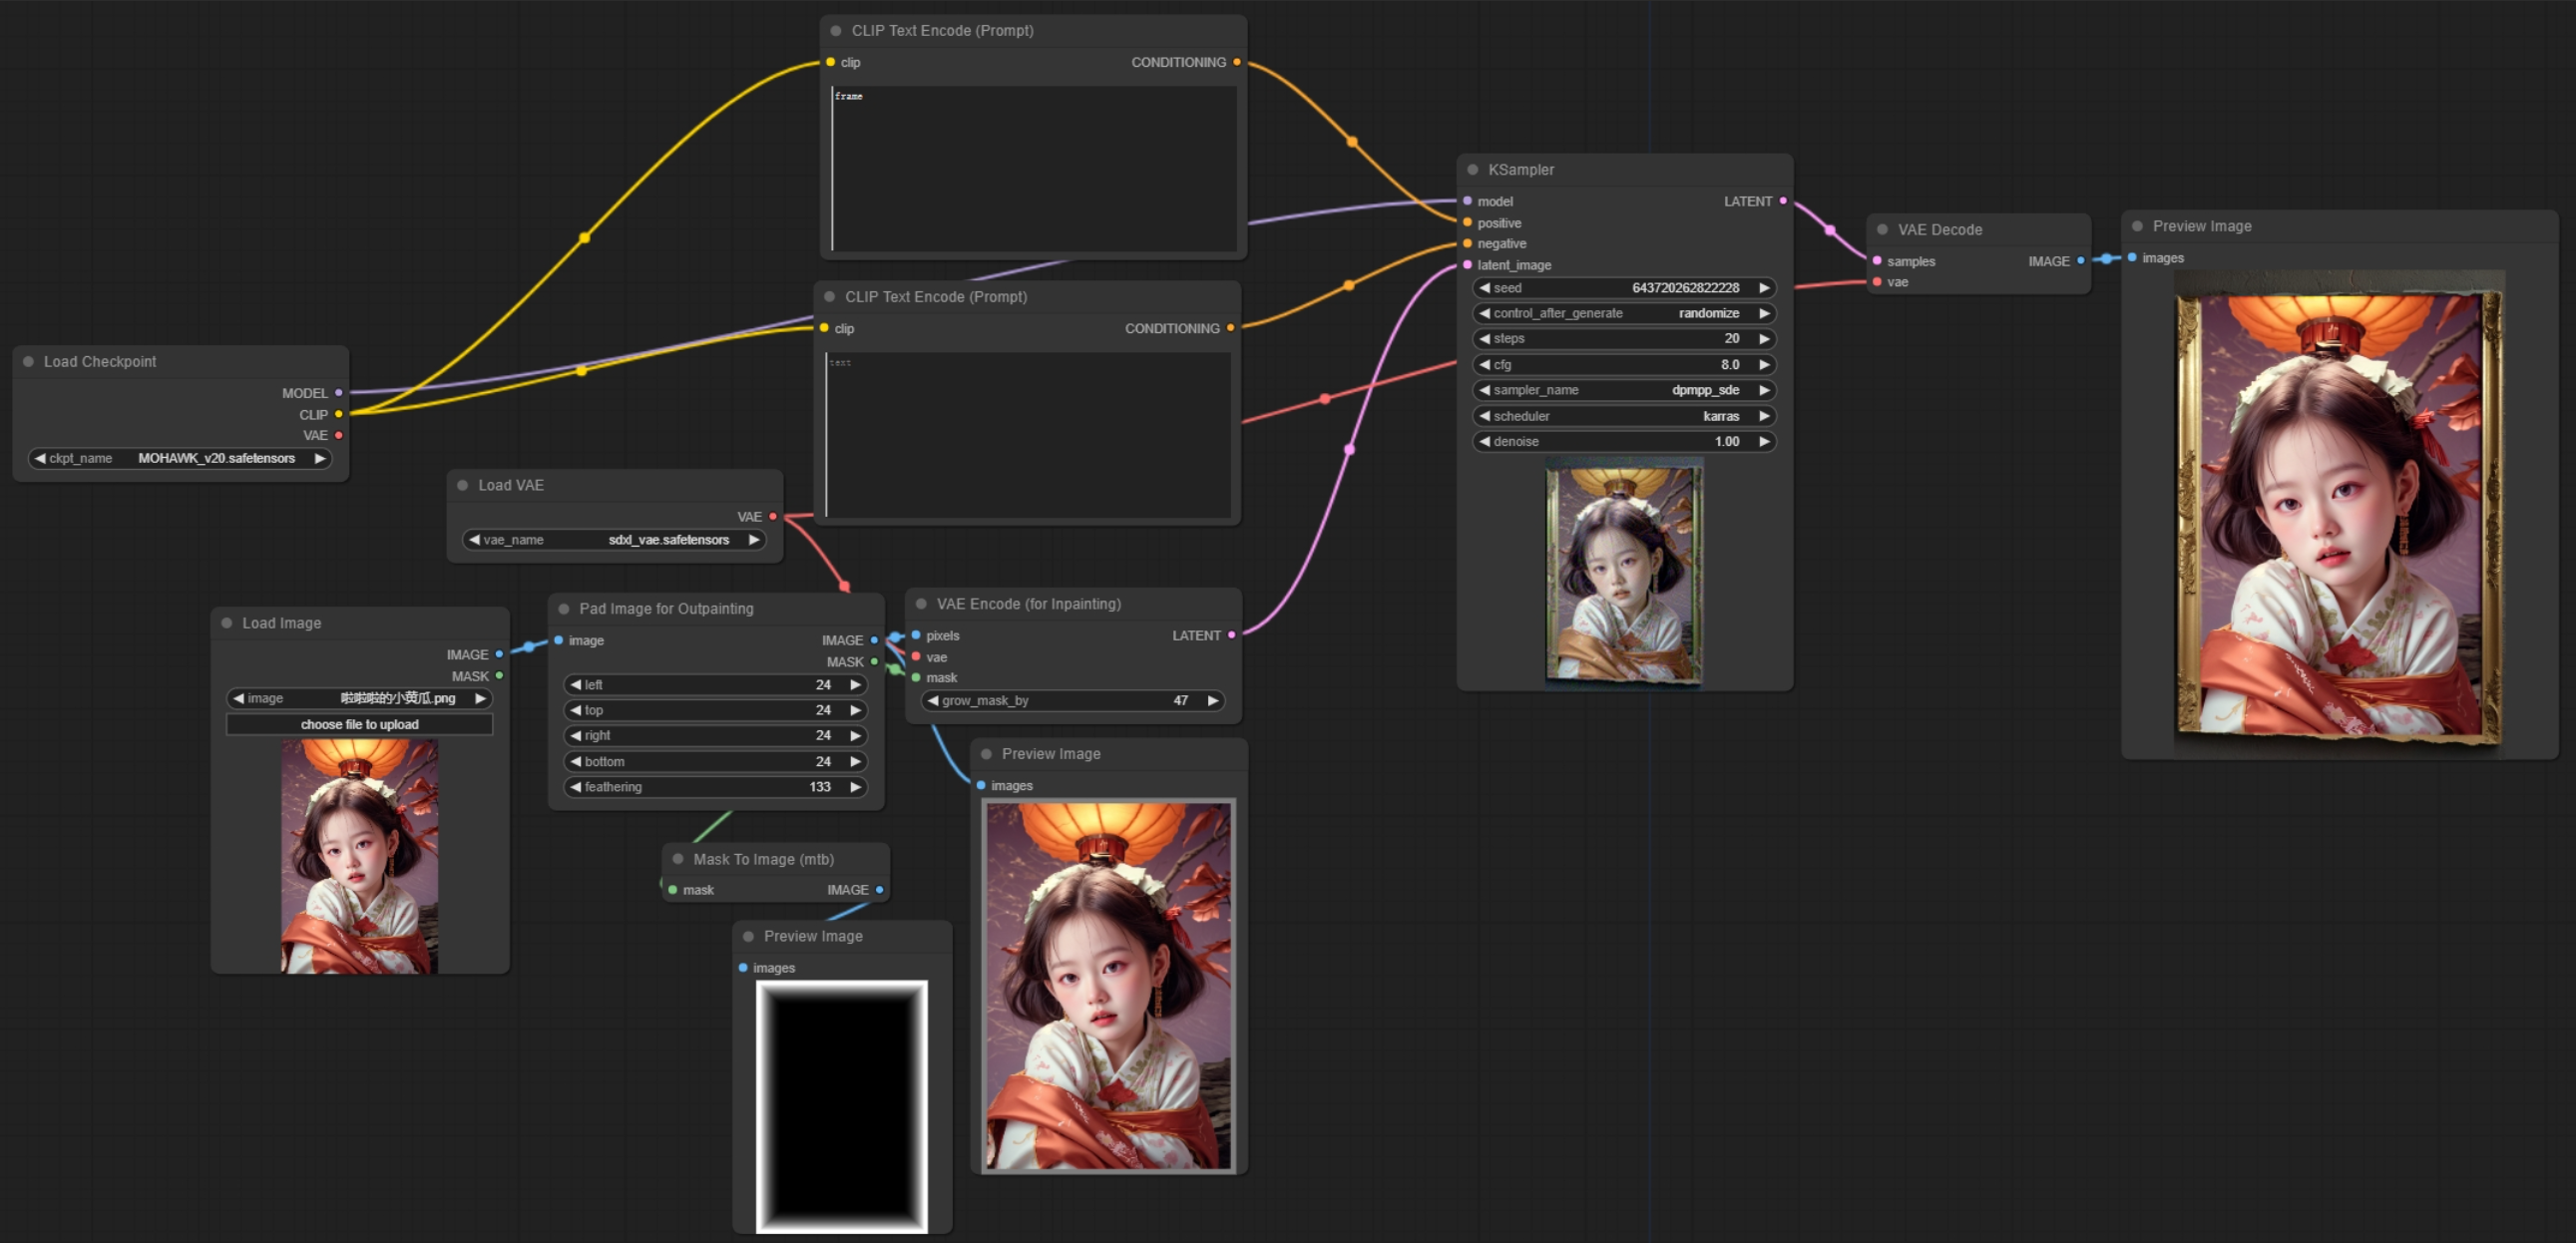 CLIP Text Encode (Prompt)
clip CONDITIONING
frame
CLIP Text Encode (Prompt)
clip CONDITIONING
text
Load Checkpoint
MODEL
CLIP
VAE
ckpt_name MOHAWK_v20.safetensors
Load VAE
VAE
vae_name sdxl_vae.safetensors
Load Image
IMAGE
MASK
image 啦啦啦的小黄瓜.png
choose file to upload
Pad Image for Outpainting
image IMAGE
MASK
left 24
top 24
right 24
bottom 24
feathering 133
VAE Encode (for Inpainting)
pixels LATENT
vae
mask
grow_mask_by 47
Mask To Image (mtb)
mask IMAGE
Preview Image
images
Preview Image
images
KSampler
model LATENT
positive
negative
latent_image
seed 643720262822228
control_after_generate randomize
steps 20
cfg 8.0
sampler_name dpmpp_sde
scheduler karras
denoise 1.00
VAE Decode
samples IMAGE
vae
Preview Image
images